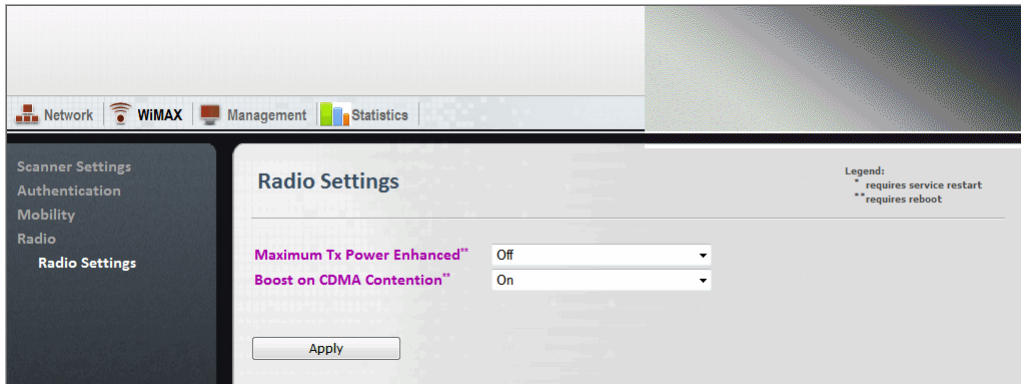 Network WiMAX Management Statistics
Scanner Settings
Authentication
Mobility
Radio
Radio Settings
Radio Settings
Legend:
* requires service restart
** requires reboot
Maximum Tx Power Enhanced** Off
Boost on CDMA Contention** On
Apply